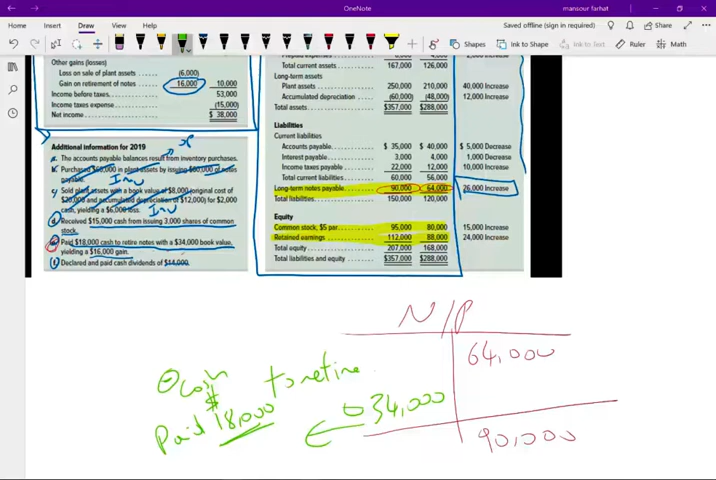 OneNote
mansour farhat
Home
Insert
Draw
View
Help
Saved offline (sign in required)
Share
Shapes
Ink to Shape
Ink to Text
Ruler
Math
Other gains (losses)
Loss on sale of plant assets (6,000)
Gain on retirement of notes 16,000 10,000
Income before taxes 53,000
Income taxes expense (15,000)
Net income $ 38,000
Additional information for 2019
a. The accounts payable balances result from inventory purchases.
b. Purchased $60,000 in plant assets by issuing $60,000 of notes
payable.
Inv
c. Sold plant assets with a book value of $8,000 (original cost of
$20,000 and accumulated depreciation of $12,000) for $2,000
cash, yielding a $6,000 loss.
Inv
d. Received $15,000 cash from issuing 3,000 shares of common
stock.
e. Paid $18,000 cash to retire notes with a $34,000 book value,
yielding a $16,000 gain.
f. Declared and paid cash dividends of $14,000.
Total current assets 167,000 126,000
Long-term assets
Plant assets 250,000 210,000 40,000 Increase
Accumulated depreciation (60,000) (48,000) 12,000 Increase
Total assets $357,000 $288,000
Liabilities
Current liabilities
Accounts payable $ 35,000 $ 40,000 $ 5,000 Decrease
Interest payable 3,000 4,000 1,000 Decrease
Income taxes payable 22,000 12,000 10,000 Increase
Total current liabilities 60,000 56,000
Long-term notes payable 90,000 64,000 26,000 Increase
Total liabilities 150,000 120,000
Equity
Common stock, $5 par 95,000 80,000 15,000 Increase
Retained earnings 112,000 88,000 24,000 Increase
Total equity 207,000 168,000
Total liabilities and equity $357,000 $288,000
N/P
64,000
cash to retire
34,000
$
Paid 18,000
90,000